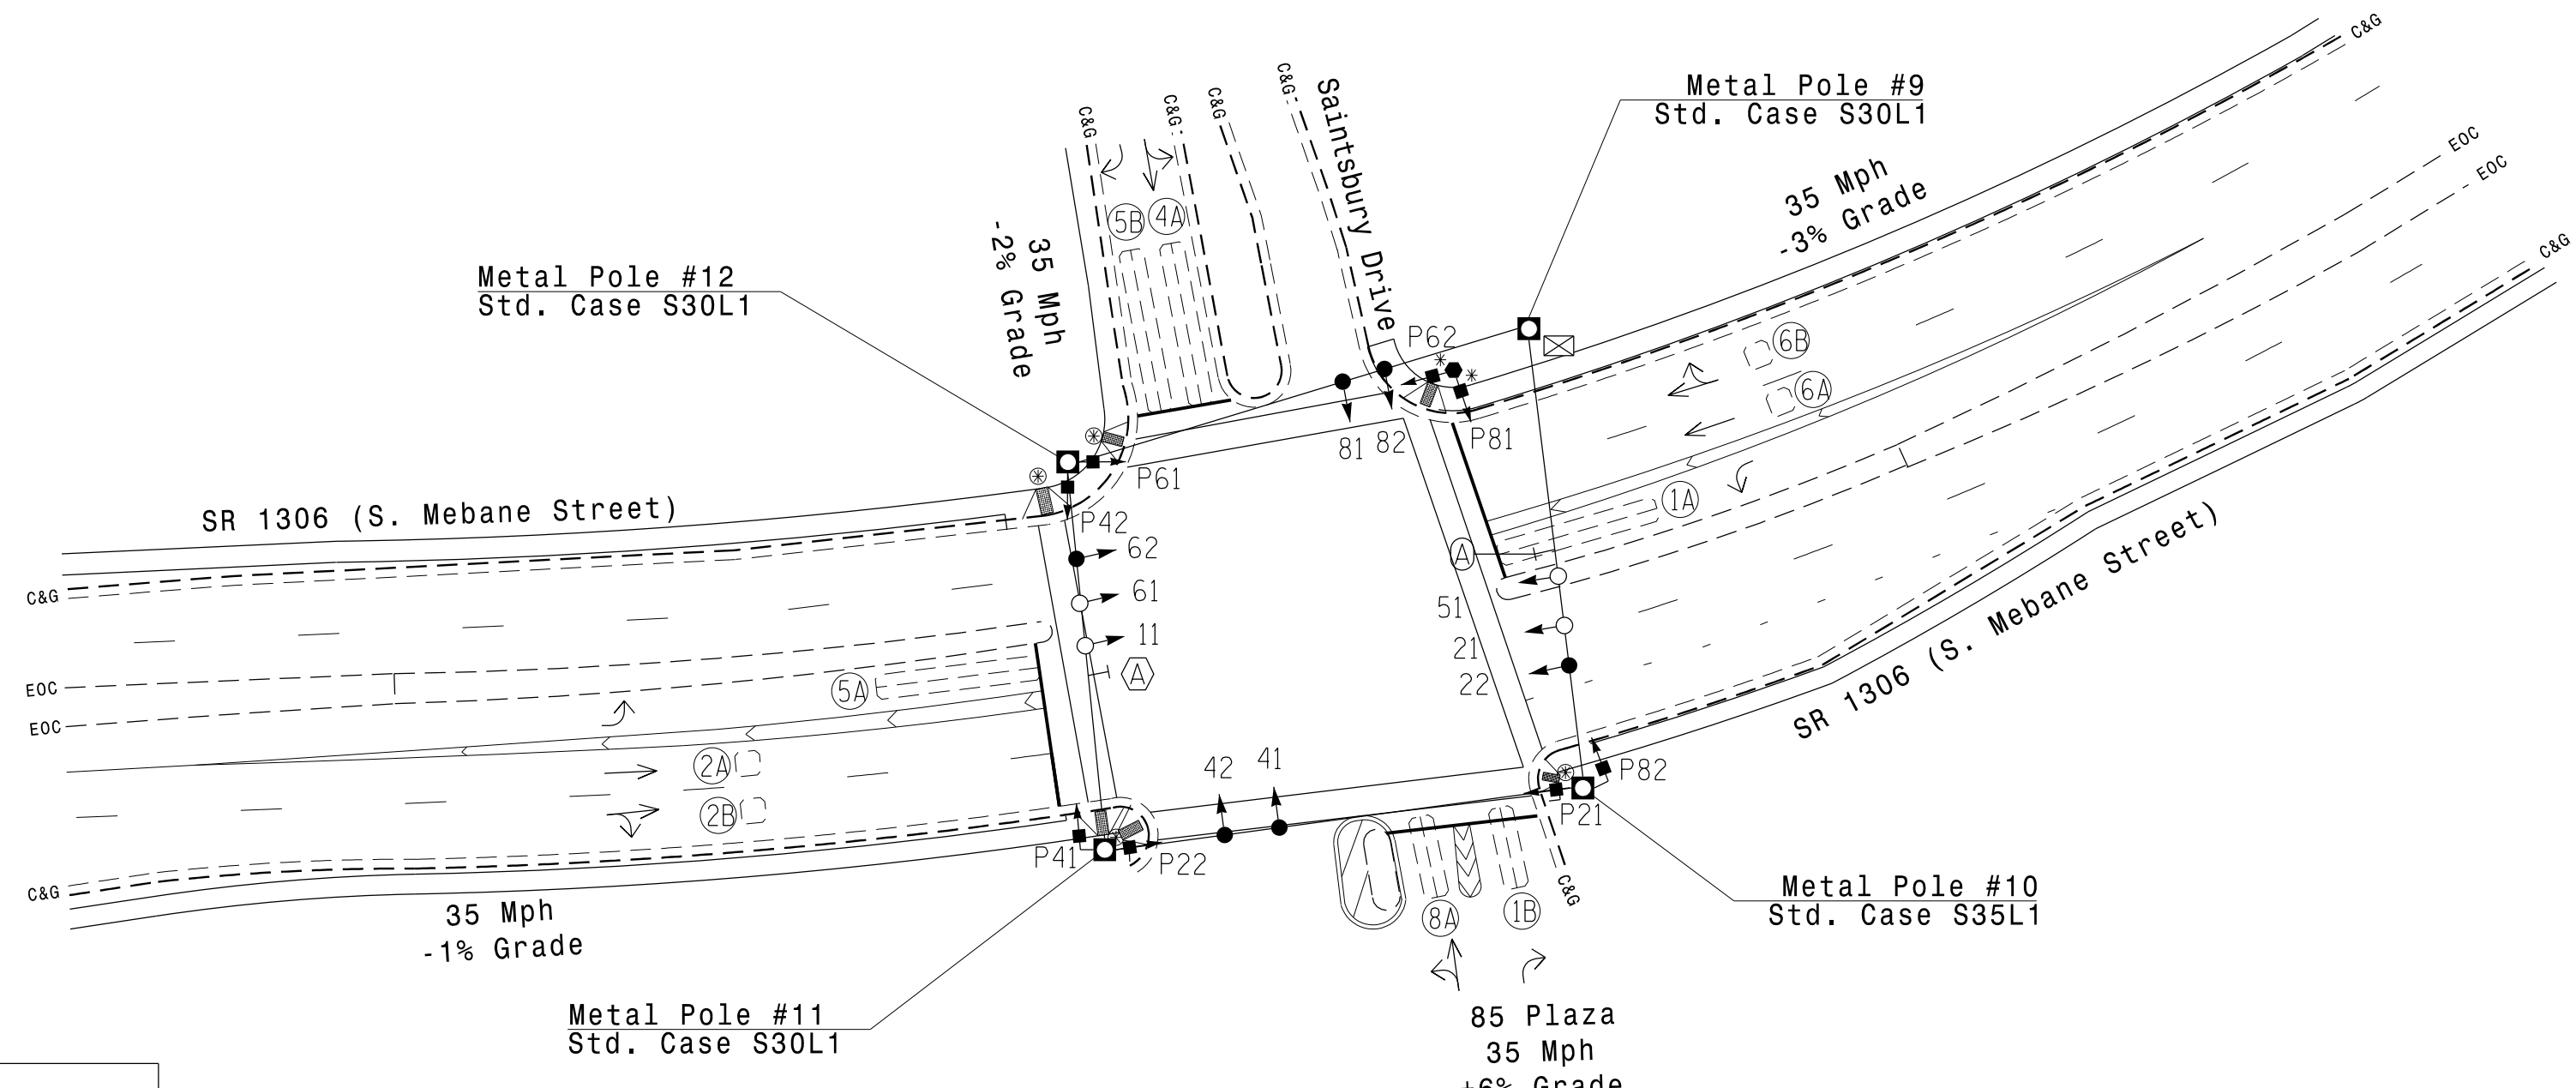 C&G
C&G
C&G
C&G
Saintsbury Drive
Metal Pole #9
Std. Case S30L1
C&G
EOC
EOC
C&G
35 Mph
-3% Grade
5B
4A
35 Mph
-2% Grade
Metal Pole #12
Std. Case S30L1
P62
6B
6A
81
82
P81
P61
1A
SR 1306 (S. Mebane Street)
P42
62
A
61
51
11
21
A
22
C&G
EOC
EOC
5A
SR 1306 (S. Mebane Street)
2A
2B
42
41
P82
P21
P41
P22
C&G
35 Mph
-1% Grade
8A
1B
C&G
Metal Pole #10
Std. Case S35L1
Metal Pole #11
Std. Case S30L1
85 Plaza
35 Mph
+6% Grade